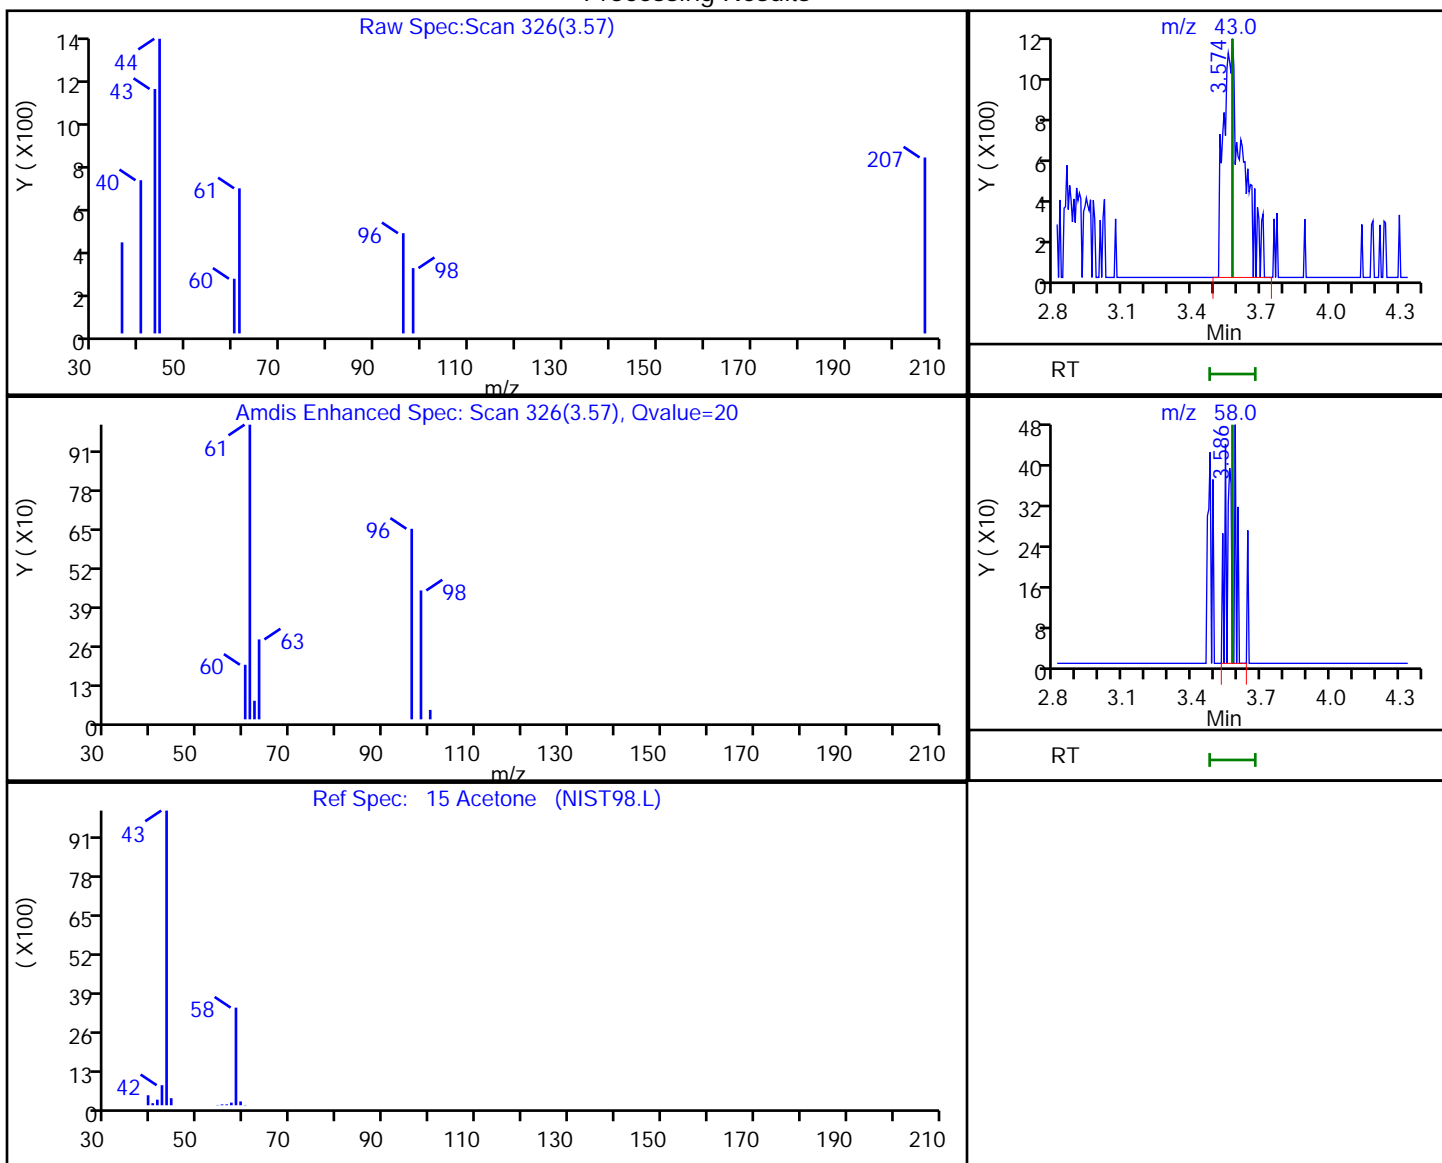 Raw Spec:Scan 326(3.57)
Y ( X100)
14
12
10
8
6
4
2
0
44
43
40
61
60
96
98
207
30 50 70 90 110 130 150 170 190 210
m/z
m/z 43.0
Y ( X100)
12
10
8
6
4
2
0
3.574
2.8 3.1 3.4 3.7 4.0 4.3
Min
RT
Amdis Enhanced Spec: Scan 326(3.57), Qvalue=20
Y ( X10)
91
78
65
52
39
26
13
0
61
60
63
96
98
30 50 70 90 110 130 150 170 190 210
m/z
m/z 58.0
Y ( X10)
48
40
32
24
16
8
0
3.586
2.8 3.1 3.4 3.7 4.0 4.3
Min
RT
Ref Spec: 15 Acetone (NIST98.L)
( X100)
91
78
65
52
39
26
13
0
43
42
58
30 50 70 90 110 130 150 170 190 210